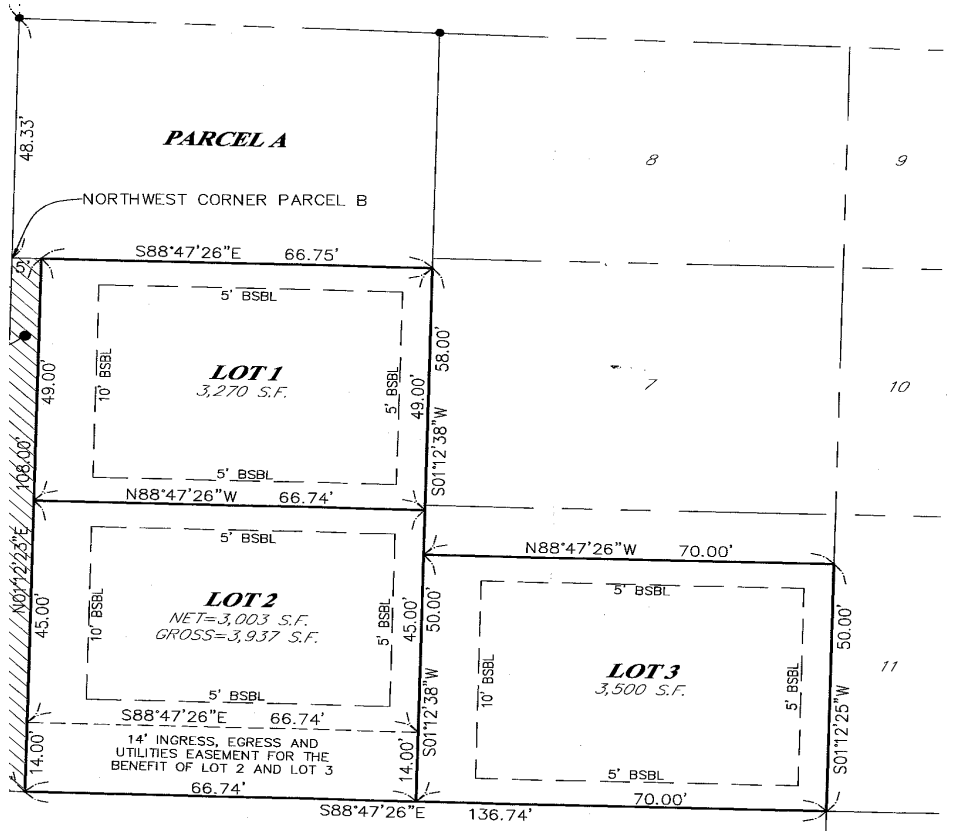 48.33'
PARCEL A
8
9
NORTHWEST CORNER PARCEL B
S88°47'26"E 66.75'
5'
5' BSBL
10' BSBL
LOT 1
3,270 S.F.
5' BSBL
49.00'
49.00'
58.00'
S01°12'38"W
7
10
108.00'
N01°12'23"E
5' BSBL
N88°47'26"W 66.74'
5' BSBL
N88°47'26"W 70.00'
10' BSBL
LOT 2
NET=3,003 S.F.
GROSS=3,937 S.F.
5' BSBL
45.00'
45.00'
50.00'
S01°12'38"W
5' BSBL
5' BSBL
10' BSBL
LOT 3
3,500 S.F.
5' BSBL
50.00'
S01°12'25"W
11
S88°47'26"E 66.74'
14' INGRESS, EGRESS AND
UTILITIES EASEMENT FOR THE
BENEFIT OF LOT 2 AND LOT 3
14.00'
14.00'
5' BSBL
66.74'
70.00'
S88°47'26"E 136.74'